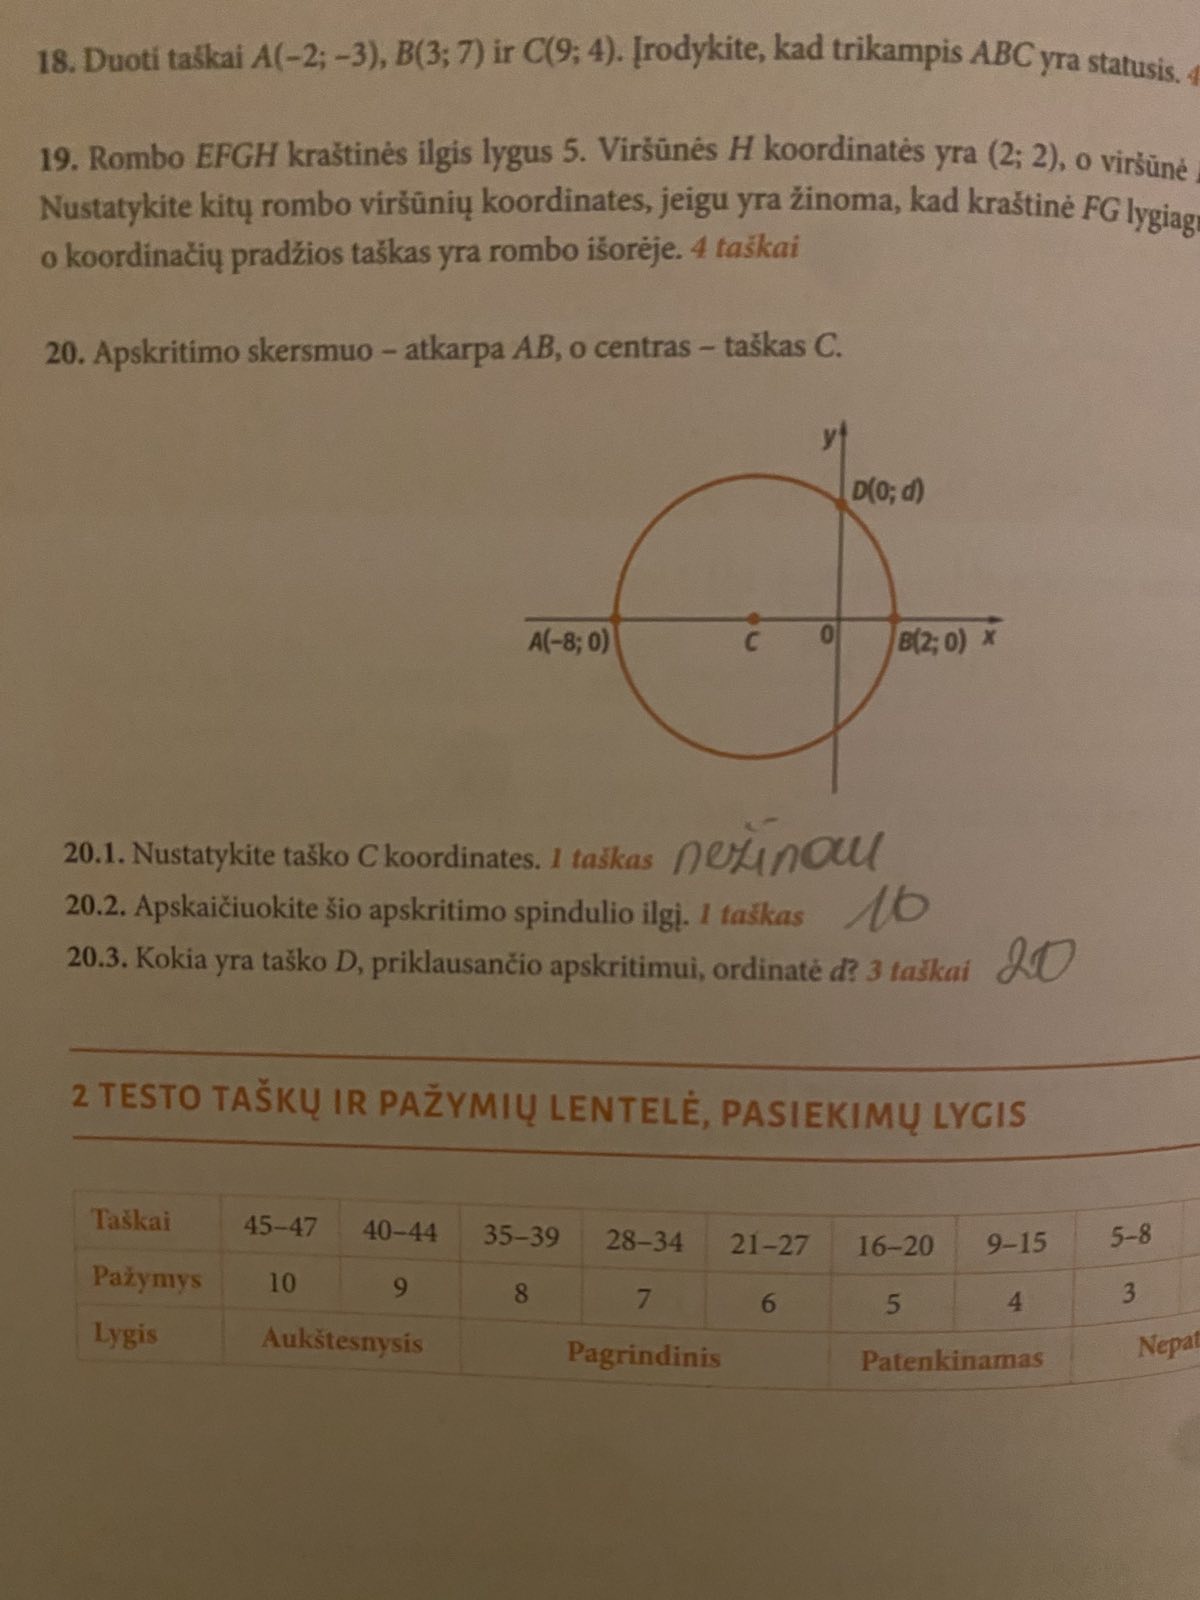 18. Duoti taškai A(–2; –3), B(3; 7) ir C(9; 4). Įrodykite, kad trikampis ABC yra statusis. 4
19. Rombo EFGH kraštinės ilgis lygus 5. Viršūnės H koordinatės yra (2; 2), o viršūnė
Nustatykite kitų rombo viršūnių koordinates, jeigu yra žinoma, kad kraštinė FG
o koordinačių pradžios taškas yra rombo išorėje. 4 taškai
20. Apskritimo skersmuo – atkarpa AB, o centras – taškas C.
y
D(0; d)
A(–8; 0)
C
0
B(2; 0)
x
20.1. Nustatykite taško C koordinates. 1 taškas nežinau
20.2. Apskaičiuokite šio apskritimo spindulio ilgį. 1 taškas
20.3. Kokia yra taško D, priklausančio apskritimui, ordinatė d? 3 taškai 20
2 TESTO TAŠKŲ IR PAŽYMIŲ LENTELĖ, PASIEKIMŲ LYGIS
Taškai 45–47 40–44 35–39 28–34 21–27 16–20 9–15 5–8
Pažymys 10 9 8 7 6 5 4 3
Lygis Aukštesnysis Pagrindinis Patenkinamas